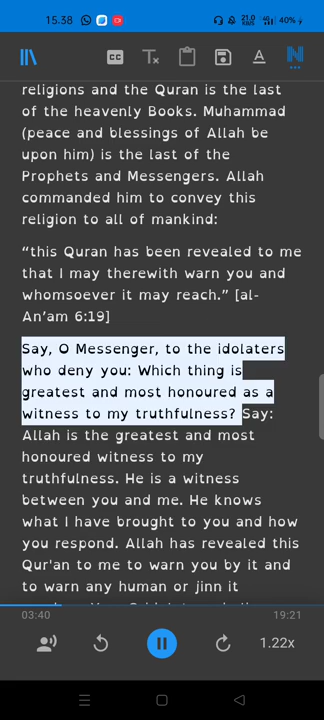 15.38
21.0
KB/s
4G
40%
CC
T×
A
N
religions and the Quran is the last
of the heavenly Books. Muhammad
(peace and blessings of Allah be
upon him) is the last of the
Prophets and Messengers. Allah
commanded him to convey this
religion to all of mankind:
“this Quran has been revealed to me
that I may therewith warn you and
whomsoever it may reach.” [al-
An’am 6:19]
Say, O Messenger, to the idolaters
who deny you: Which thing is
greatest and most honoured as a
witness to my truthfulness? Say:
Allah is the greatest and most
honoured witness to my
truthfulness. He is a witness
between you and me. He knows
what I have brought to you and how
you respond. Allah has revealed this
Qur'an to me to warn you by it and
to warn any human or jinn it
03:40
19:21
1.22x